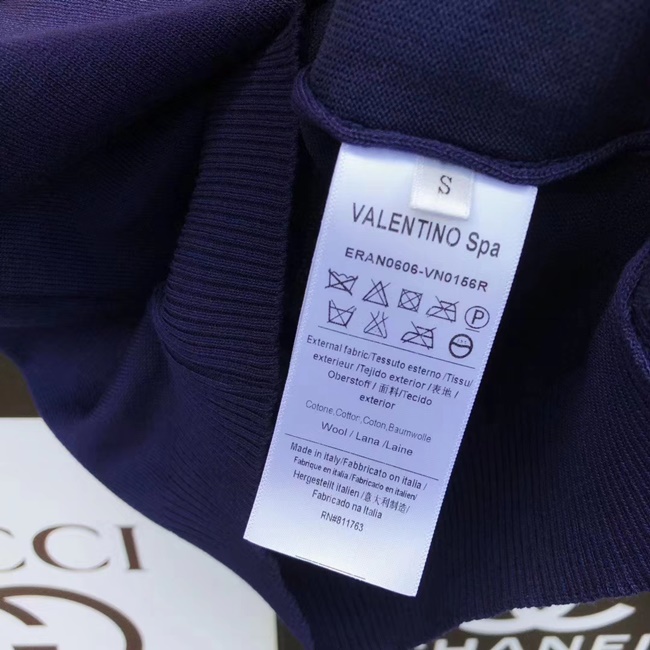 S
VALENTINO Spa
ERAN0606-VN0156R
P
External fabric/Tessuto esterno/Tissu/
exterieur/Tejido exterior/表地/
Oberstoff/面料/Tecido
exterior
Cotone,Cotton,Coton,Baumwolle
Wool / Lana /Laine
Made in italy/Fabbricato on italia/
Fabrique en italia/Fabricado en italien/
Hergestellt Italien/意大利制造/
Fabricado na Italia
RN#811763
CCI
CHANEL